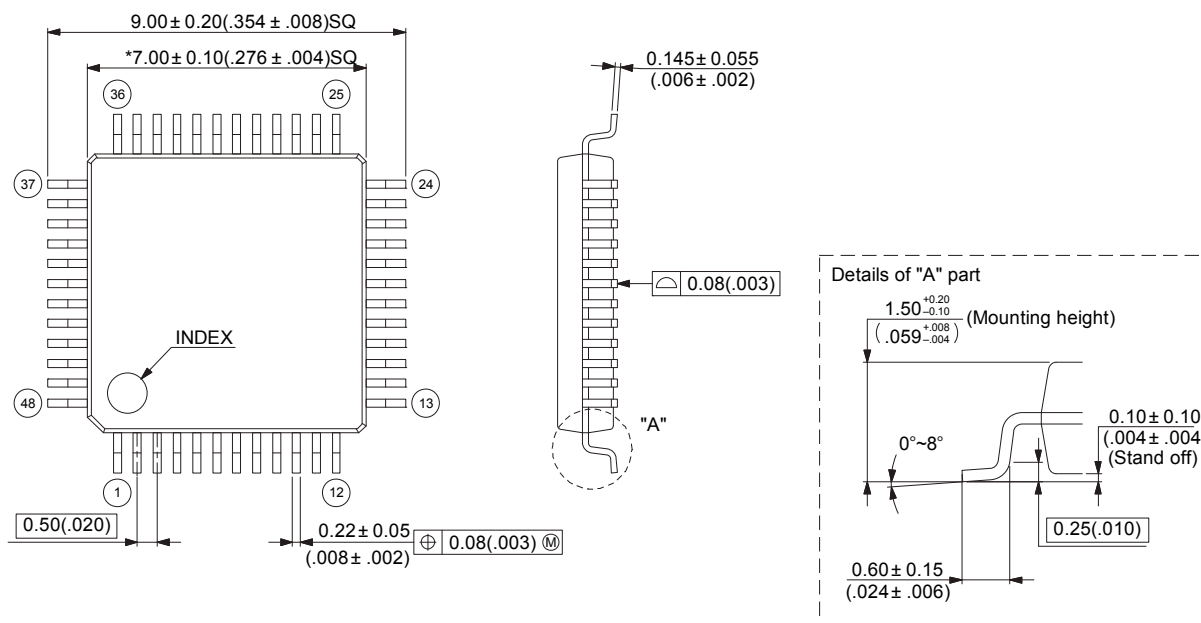 9.00± 0.20(.354 ± .008)SQ
*7.00± 0.10(.276 ± .004)SQ
0.145± 0.055
(.006± .002)
36
25
37
24
0.08(.003)
INDEX
48
13
"A"
1
12
0.50(.020)
0.22± 0.05
(.008± .002)
⌖ 0.08(.003) Ⓜ
Details of "A" part
1.50 +0.20 –0.10 (Mounting height)
(.059 +.008 –.004)
0°~8°
0.10± 0.10
(.004± .004
(Stand off)
0.25(.010)
0.60± 0.15
(.024± .006)